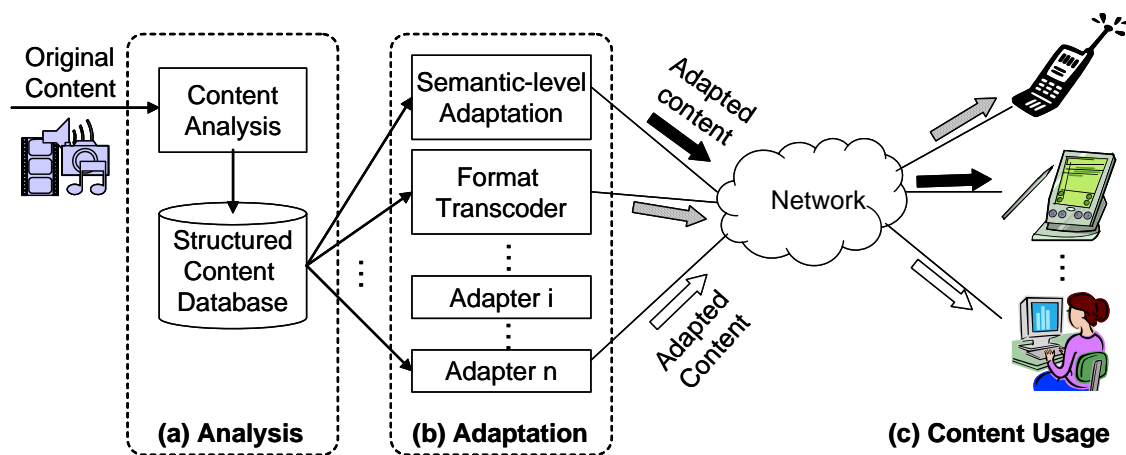 Original
Content
Content
Analysis
Structured
Content
Database
(a) Analysis
Semantic-level
Adaptation
Format
Transcoder
Adapter i
Adapter n
(b) Adaptation
Adapted
content
Adapted
Content
Network
(c) Content Usage